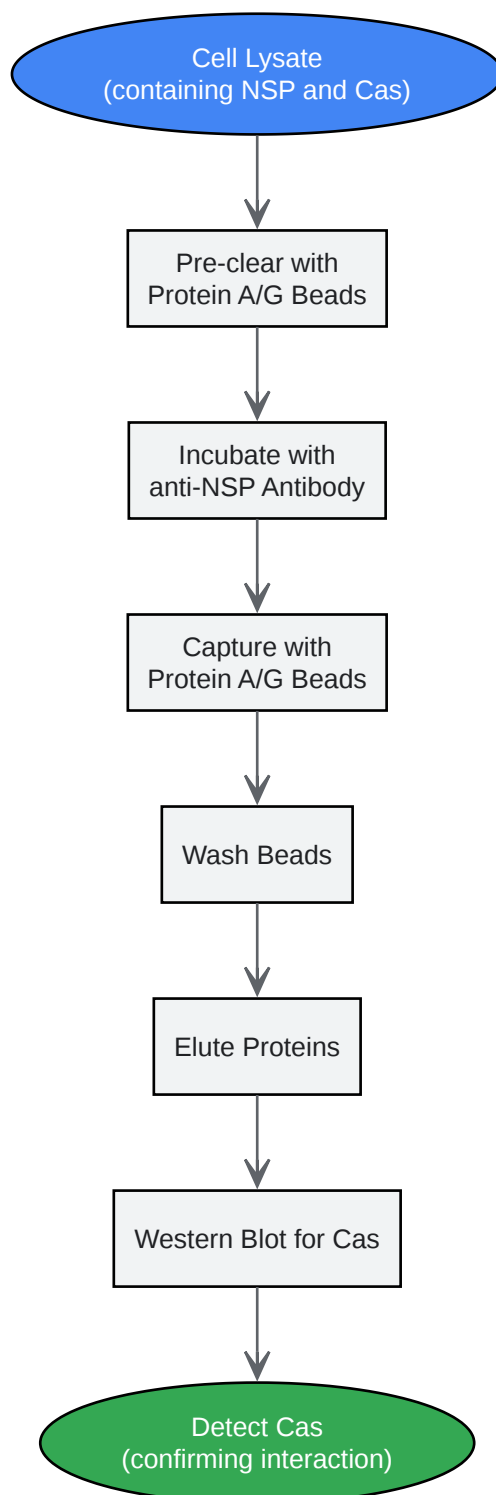 Cell Lysate
(containing NSP and Cas)
Pre-clear with
Protein A/G Beads
Incubate with
anti-NSP Antibody
Capture with
Protein A/G Beads
Wash Beads
Elute Proteins
Western Blot for Cas
Detect Cas
(confirming interaction)